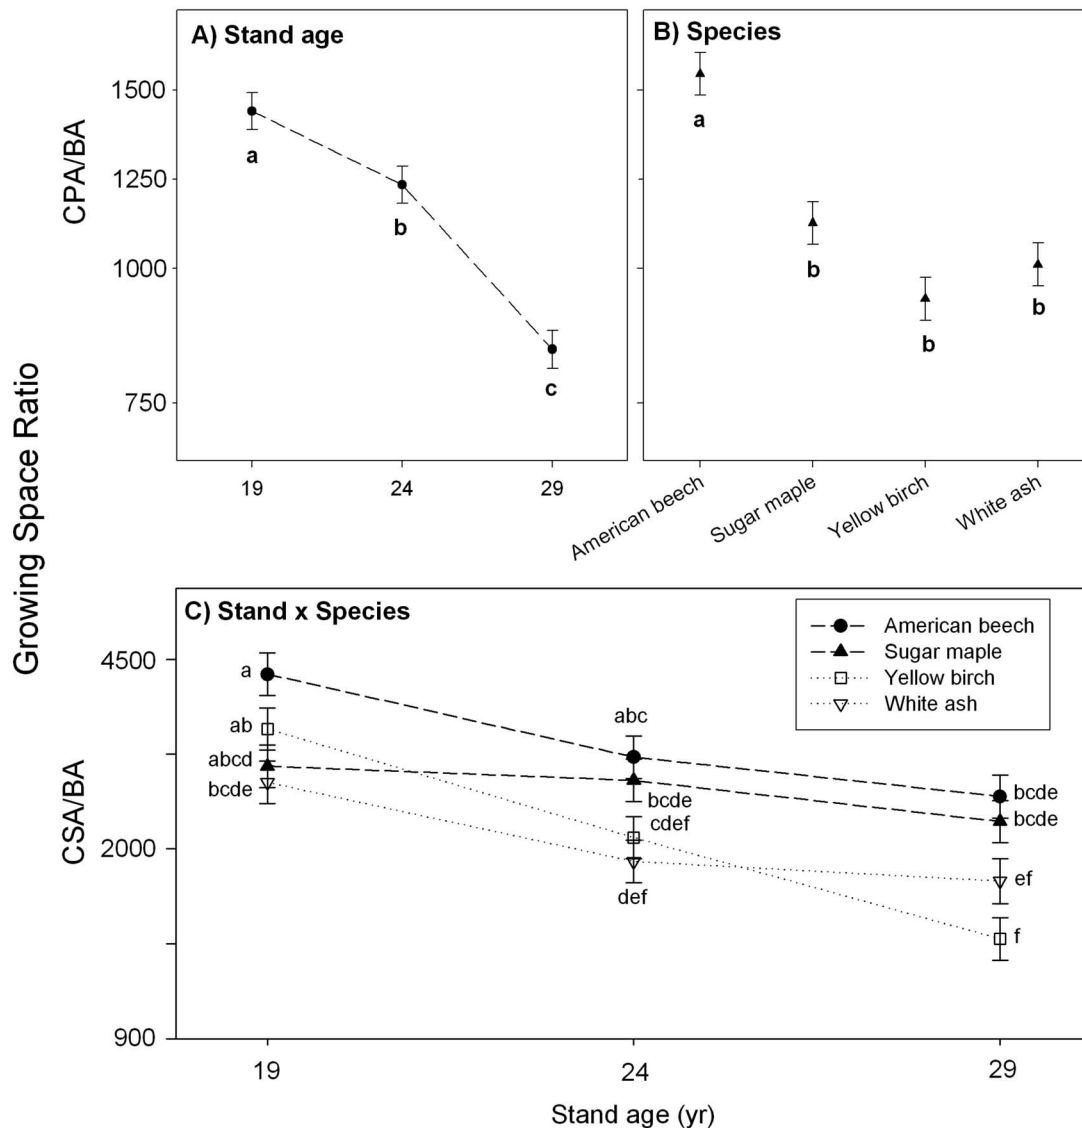 A) Stand age
B) Species
CPA/BA
1500
1250
1000
750
a
b
c
a
b
b
b
19
24
29
American beech
Sugar maple
Yellow birch
White ash
Growing Space Ratio
C) Stand x Species
American beech
Sugar maple
Yellow birch
White ash
CSA/BA
4500
2000
900
a
ab
abcd
bcde
abc
bcde
cdef
def
bcde
bcde
ef
f
19
24
29
Stand age (yr)